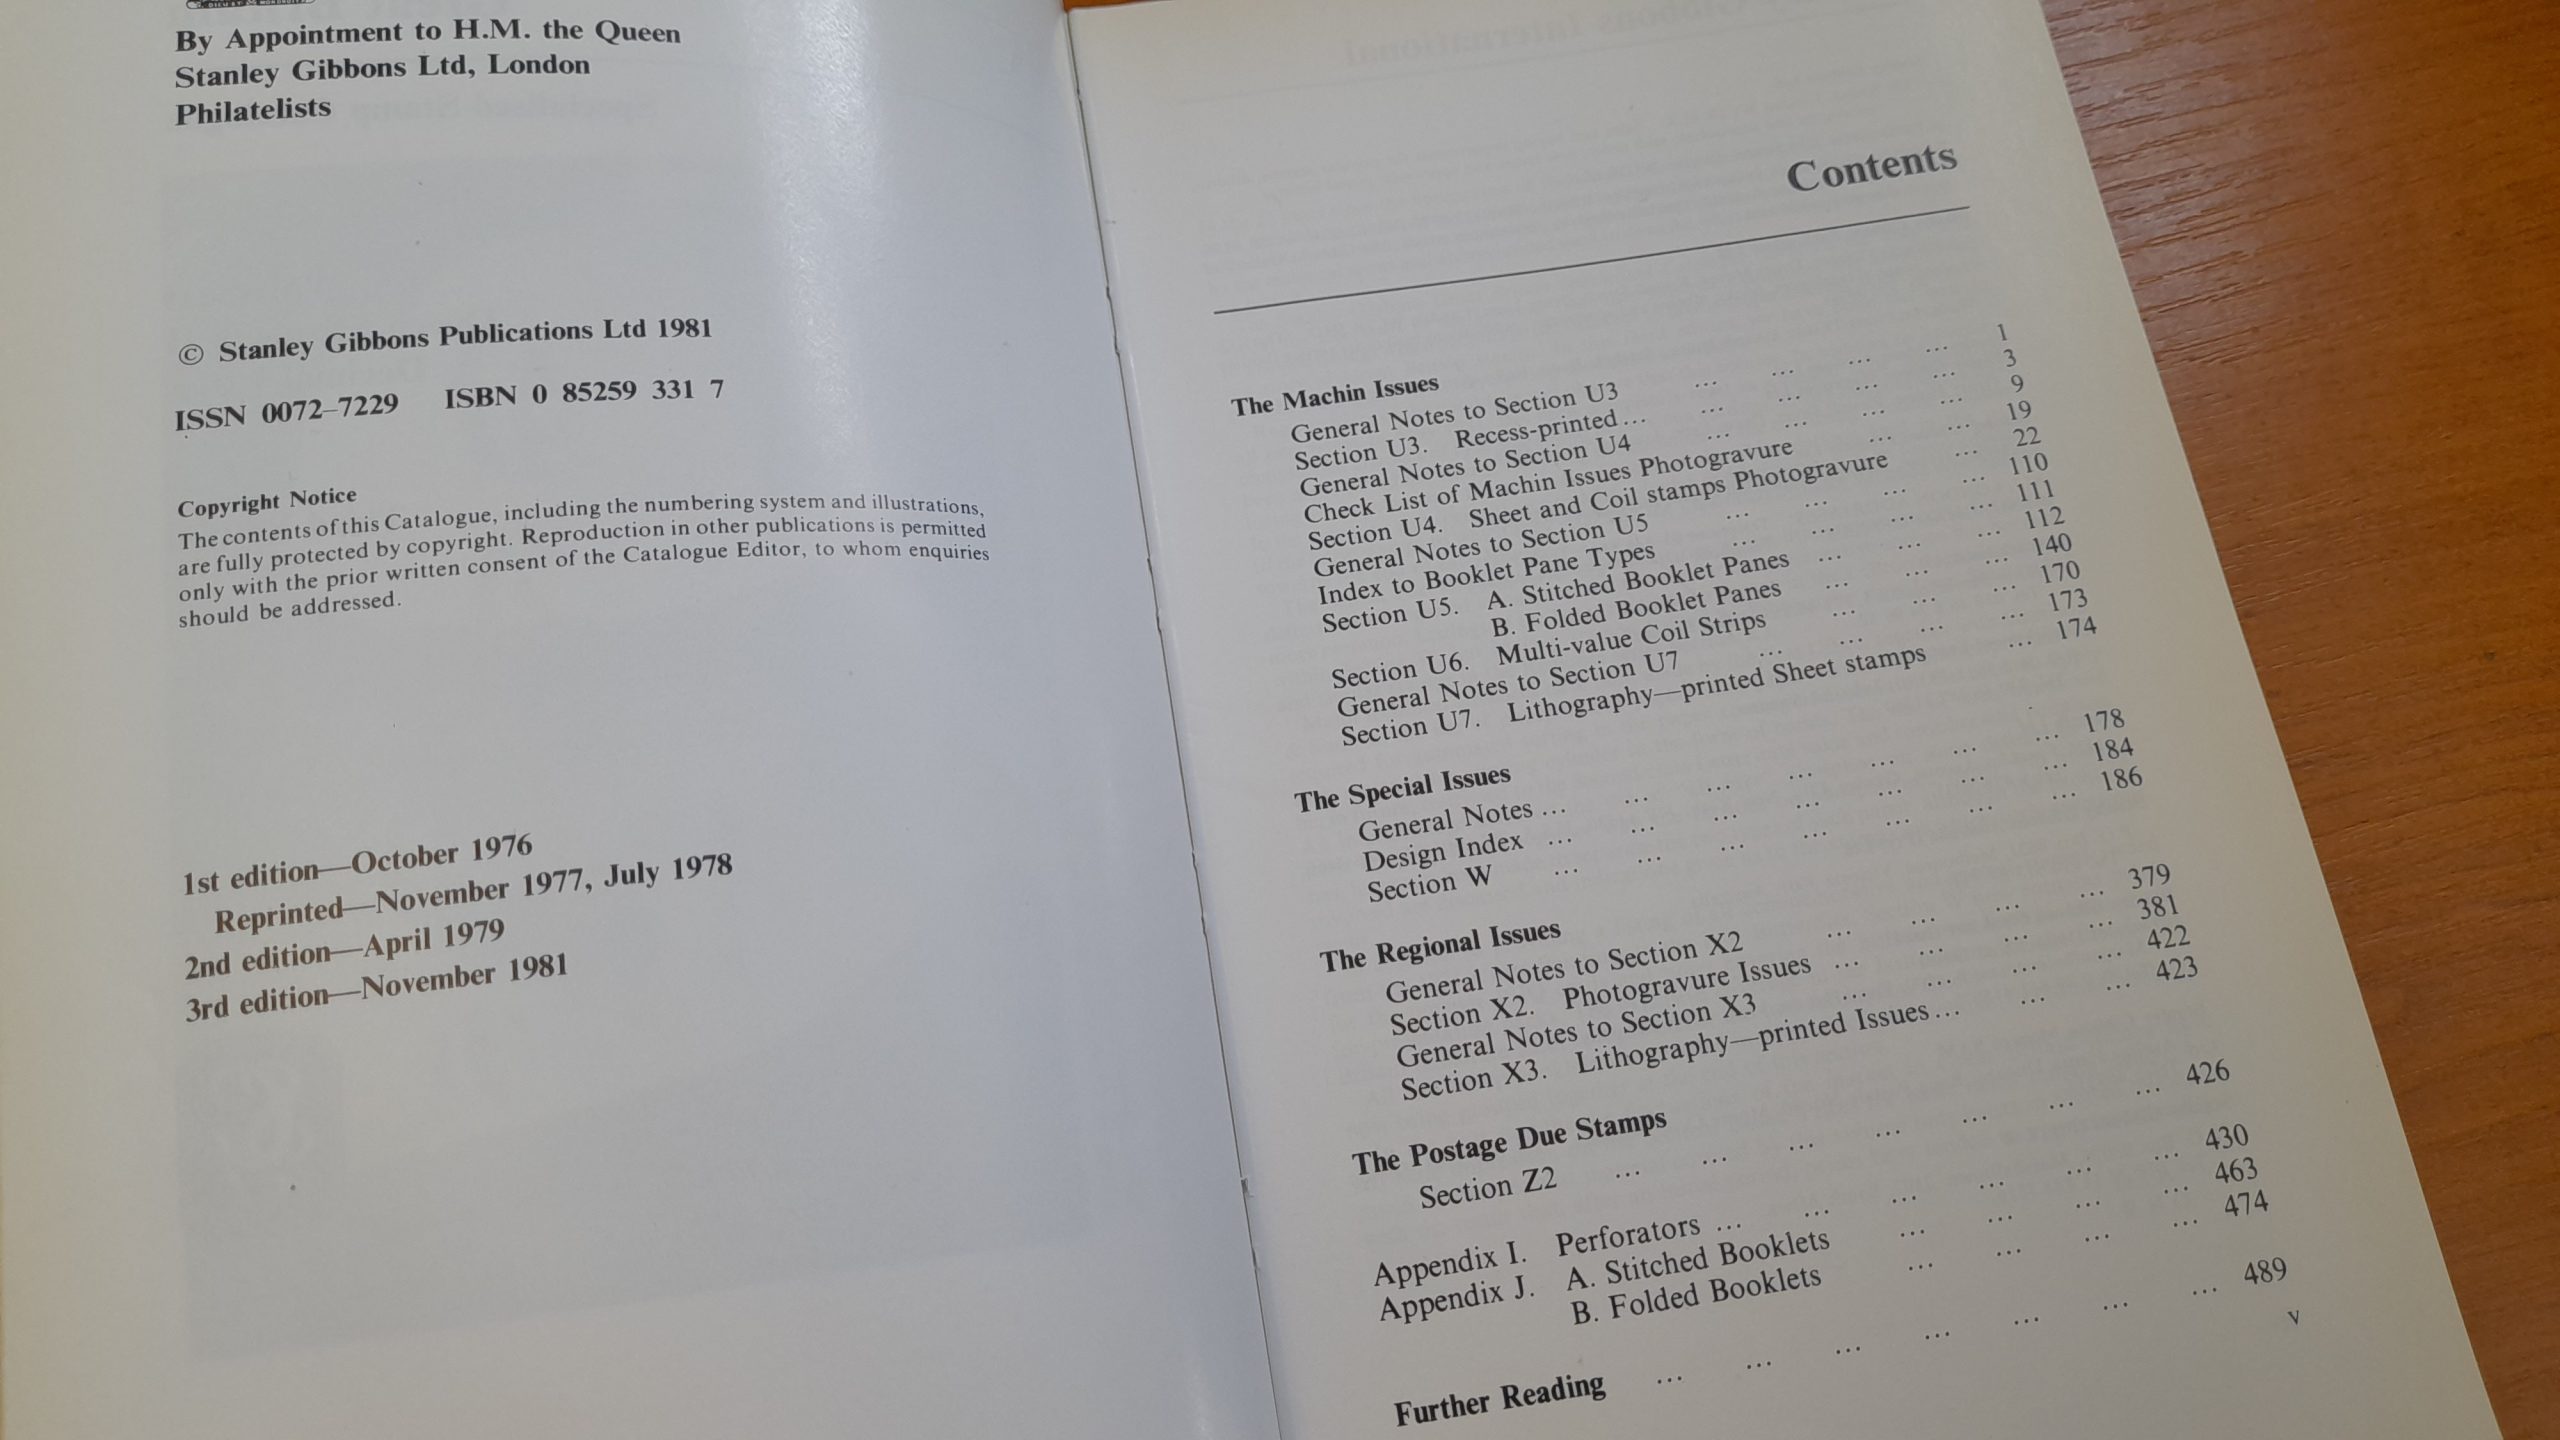 By Appointment to H.M. the Queen
Stanley Gibbons Ltd, London
Philatelists
© Stanley Gibbons Publications Ltd 1981
ISSN 0072–7229 ISBN 0 85259 331 7
Copyright Notice
The contents of this Catalogue, including the numbering system and illustrations,
are fully protected by copyright. Reproduction in other publications is permitted
only with the prior written consent of the Catalogue Editor, to whom enquiries
should be addressed.
1st edition—October 1976
Reprinted—November 1977, July 1978
2nd edition—April 1979
3rd edition—November 1981
Contents
The Machin Issues
General Notes to Section U3 ... ... ... ... 1
Section U3. Recess-printed ... ... ... ... ... 3
General Notes to Section U4 ... ... ... ... 9
Check List of Machin Issues Photogravure ... ... 19
Section U4. Sheet and Coil stamps Photogravure ... 22
General Notes to Section U5 ... ... ... ... 110
Index to Booklet Pane Types ... ... ... ... 111
Section U5. A. Stitched Booklet Panes ... ... ... 112
B. Folded Booklet Panes ... ... ... 140
Section U6. Multi-value Coil Strips ... ... ... 170
General Notes to Section U7 ... ... ... ... 173
Section U7. Lithography—printed Sheet stamps ... 174
The Special Issues
General Notes ... ... ... ... ... ... ... 178
Design Index ... ... ... ... ... ... ... 184
Section W ... ... ... ... ... ... ... 186
The Regional Issues
General Notes to Section X2 ... ... ... ... 379
Section X2. Photogravure Issues ... ... ... ... 381
General Notes to Section X3 ... ... ... ... 422
Section X3. Lithography—printed Issues ... ... ... 423
The Postage Due Stamps
Section Z2 ... ... ... ... ... ... ... 426
Appendix I. Perforators ... ... ... ... ... ... 430
Appendix J. A. Stitched Booklets ... ... ... ... 463
B. Folded Booklets ... ... ... ... 474
Further Reading ... ... ... ... ... ... ... 489
v